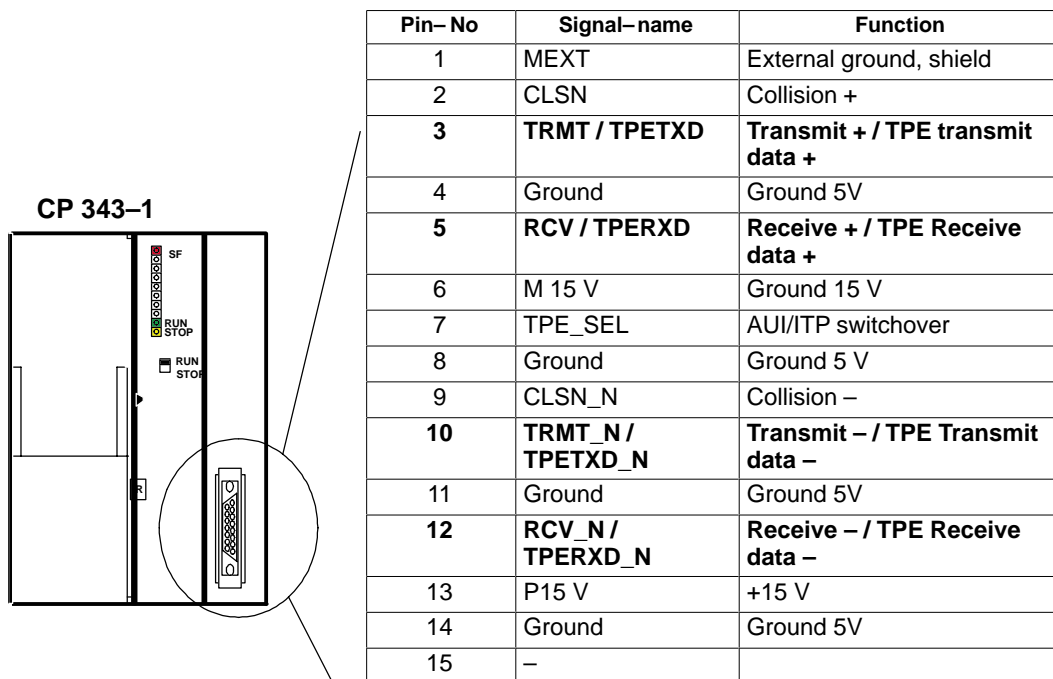 CP 343–1
SF
RUN
STOP
RUN
STOP
R
Pin–No Signal–name Function
1 MEXT External ground, shield
2 CLSN Collision +
3 TRMT / TPETXD Transmit + / TPE transmit
data +
4 Ground Ground 5V
5 RCV / TPERXD Receive + / TPE Receive
data +
6 M 15 V Ground 15 V
7 TPE_SEL AUI/ITP switchover
8 Ground Ground 5 V
9 CLSN_N Collision –
10 TRMT_N / Transmit – / TPE Transmit
TPETXD_N data –
11 Ground Ground 5V
12 RCV_N / Receive – / TPE Receive
TPERXD_N data –
13 P15 V +15 V
14 Ground Ground 5V
15 –